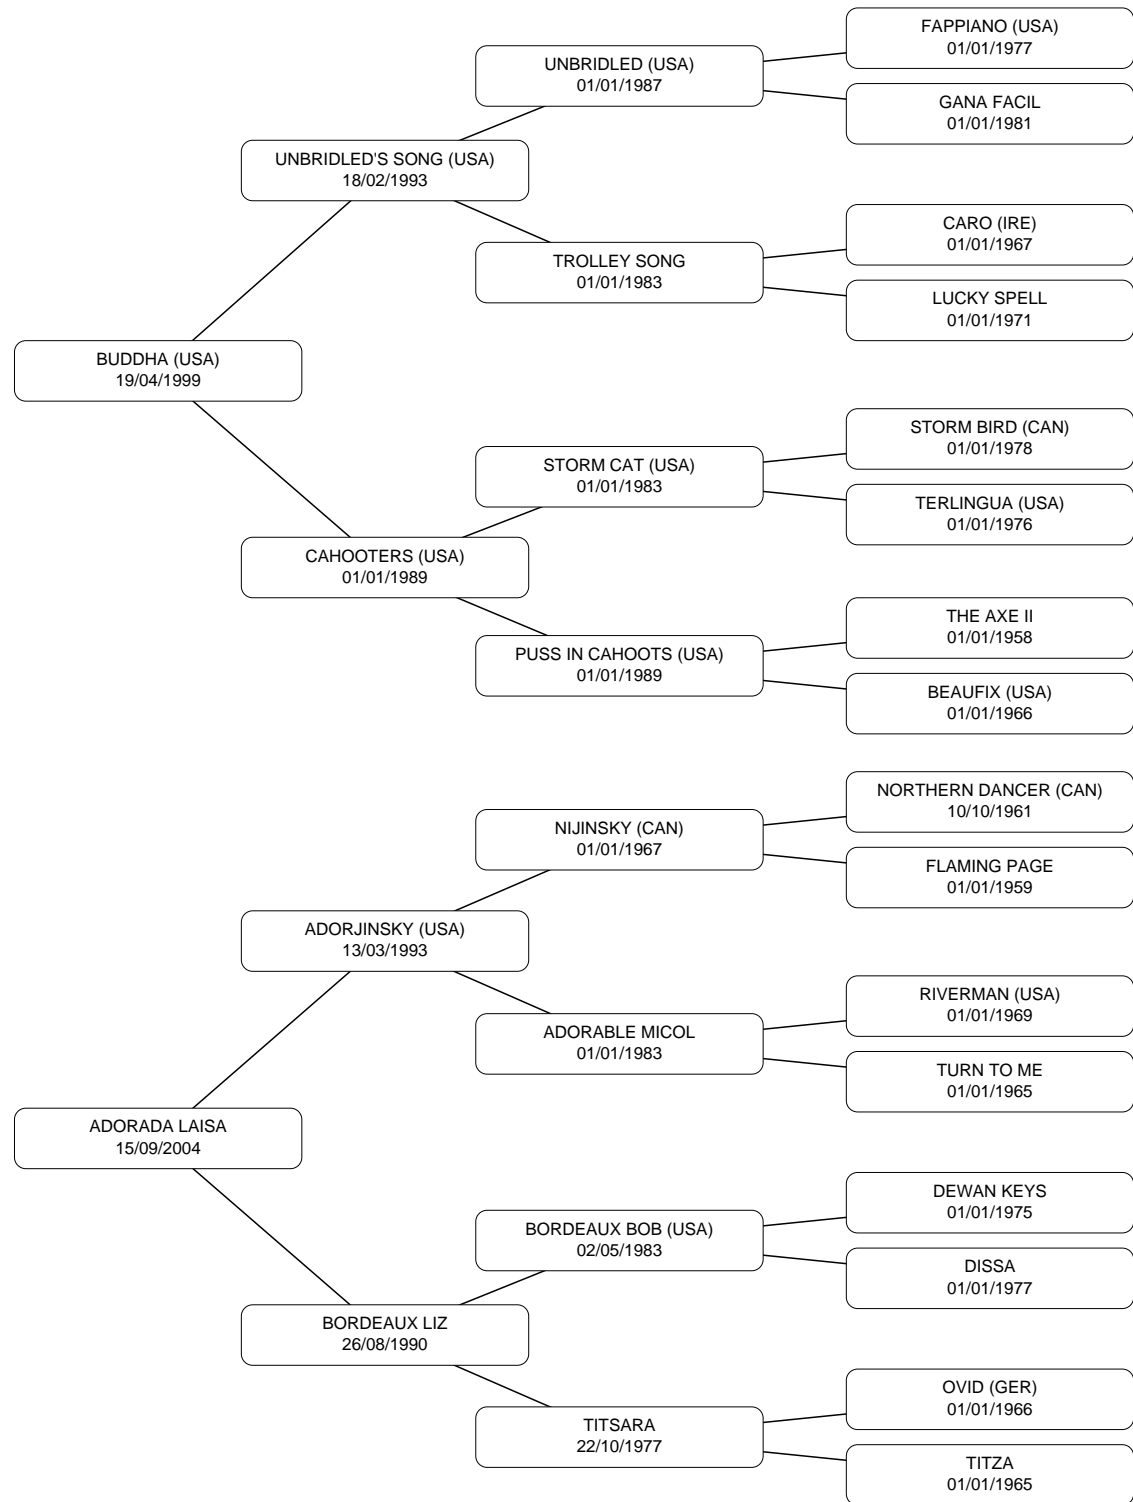 FAPPIANO (USA)
01/01/1977
UNBRIDLED (USA)
01/01/1987
GANA FACIL
01/01/1981
UNBRIDLED'S SONG (USA)
18/02/1993
CARO (IRE)
01/01/1967
TROLLEY SONG
01/01/1983
LUCKY SPELL
01/01/1971
BUDDHA (USA)
19/04/1999
STORM BIRD (CAN)
01/01/1978
STORM CAT (USA)
01/01/1983
TERLINGUA (USA)
01/01/1976
CAHOOTERS (USA)
01/01/1989
THE AXE II
01/01/1958
PUSS IN CAHOOTS (USA)
01/01/1989
BEAUFIX (USA)
01/01/1966
NORTHERN DANCER (CAN)
10/10/1961
NIJINSKY (CAN)
01/01/1967
FLAMING PAGE
01/01/1959
ADORJINSKY (USA)
13/03/1993
RIVERMAN (USA)
01/01/1969
ADORABLE MICOL
01/01/1983
TURN TO ME
01/01/1965
ADORADA LAISA
15/09/2004
DEWAN KEYS
01/01/1975
BORDEAUX BOB (USA)
02/05/1983
DISSA
01/01/1977
BORDEAUX LIZ
26/08/1990
OVID (GER)
01/01/1966
TITSARA
22/10/1977
TITZA
01/01/1965